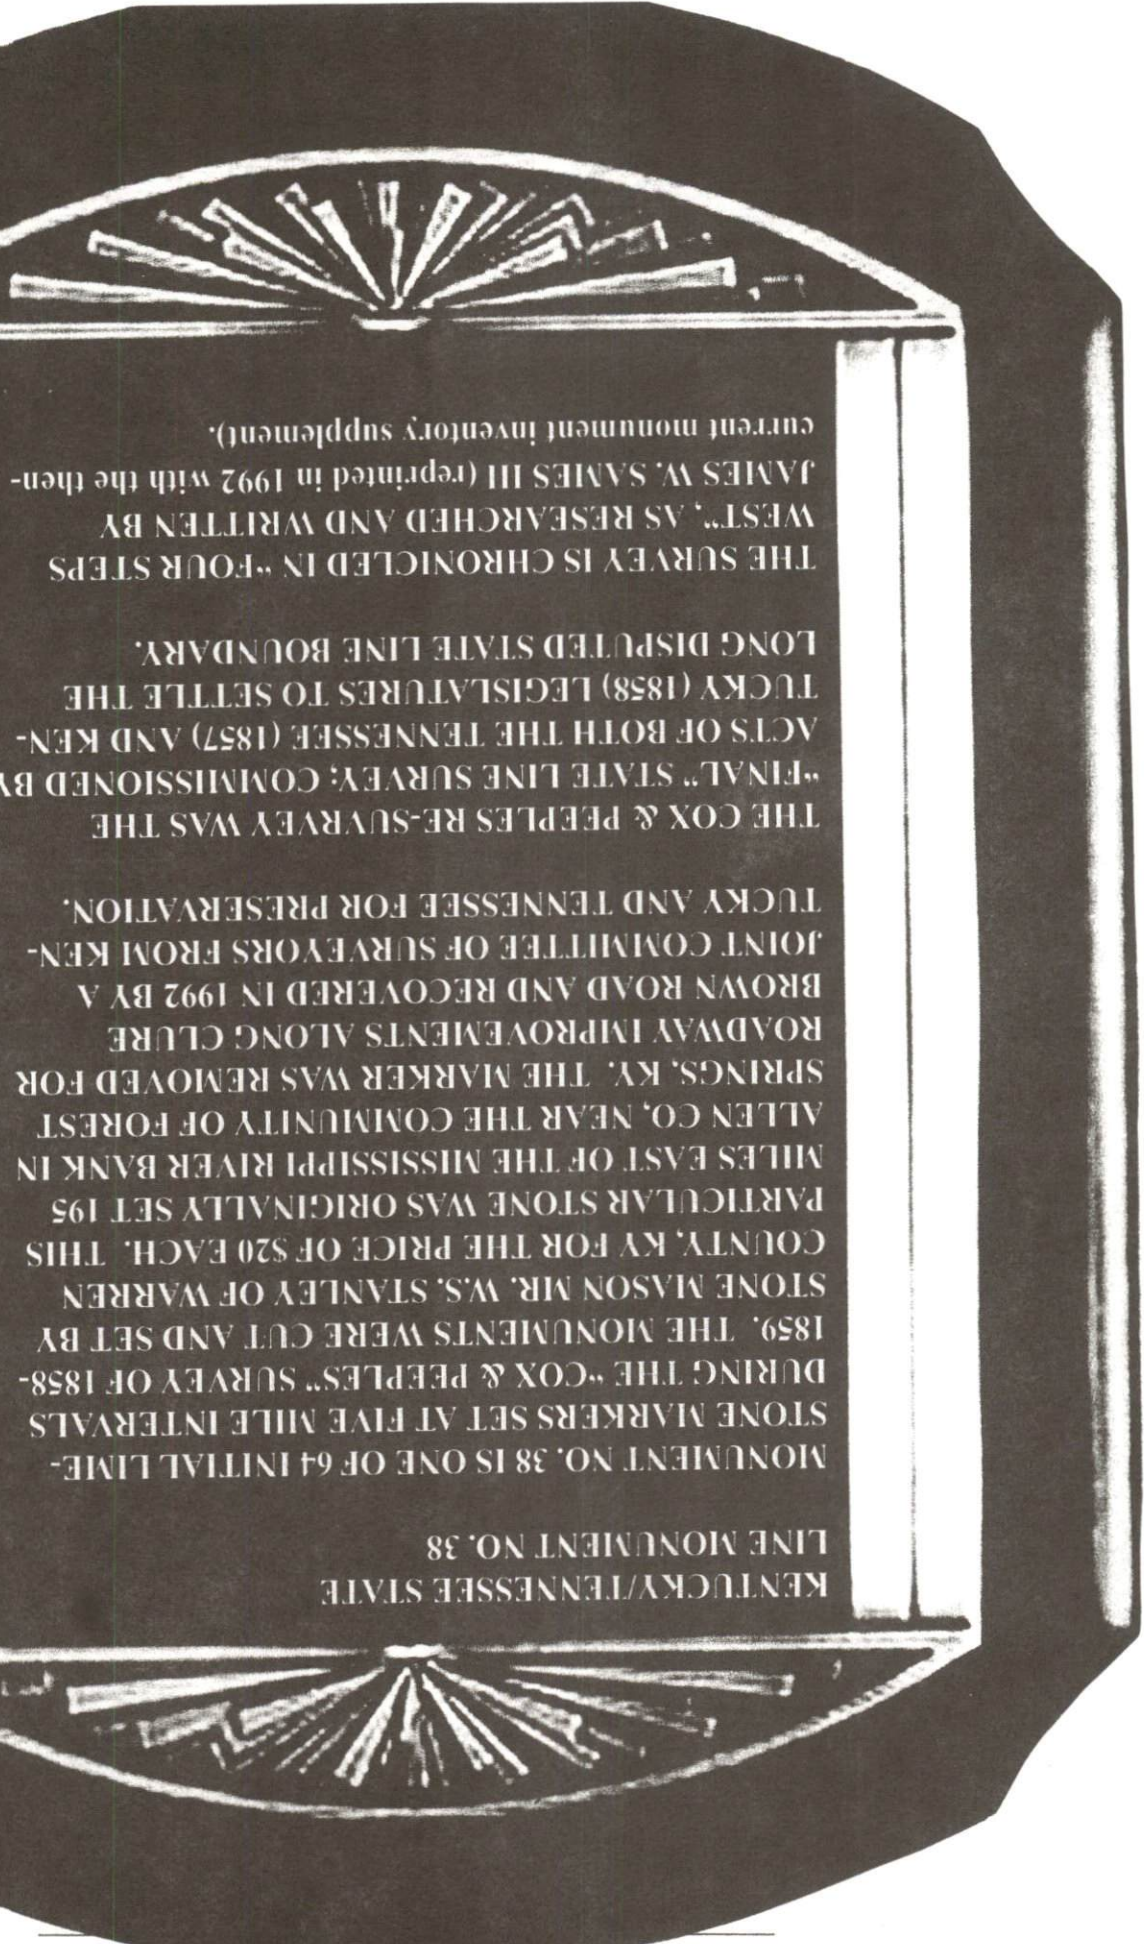 KENTUCKY/TENNESSEE STATE
LINE MONUMENT NO. 38
MONUMENT NO. 38 IS ONE OF 64 INITIAL LIME-
STONE MARKERS SET AT FIVE MILE INTERVALS
DURING THE "COX & PEEPLES" SURVEY OF 1858-
1859. THE MONUMENTS WERE CUT AND SET BY
STONE MASON MR. W.S. STANLEY OF WARREN
COUNTY, KY FOR THE PRICE OF $20 EACH. THIS
PARTICULAR STONE WAS ORIGINALLY SET 195
MILES EAST OF THE MISSISSIPPI RIVER BANK IN
ALLEN CO, NEAR THE COMMUNITY OF FOREST
SPRINGS, KY. THE MARKER WAS REMOVED FOR
ROADWAY IMPROVEMENTS ALONG CLURE
BROWN ROAD AND RECOVERED IN 1992 BY A
JOINT COMMITTEE OF SURVEYORS FROM KEN-
TUCKY AND TENNESSEE FOR PRESERVATION.
THE COX & PEEPLES RE-SUVRVEY WAS THE
"FINAL" STATE LINE SURVEY; COMMISSIONED BY
ACTS OF BOTH THE TENNESSEE (1857) AND KEN-
TUCKY (1858) LEGISLATURES TO SETTLE THE
LONG DISPUTED STATE LINE BOUNDARY.
THE SURVEY IS CHRONICLED IN "FOUR STEPS
WEST", AS RESEARCHED AND WRITTEN BY
JAMES W. SAMES III (reprinted in 1992 with the then-
current monument inventory supplement).